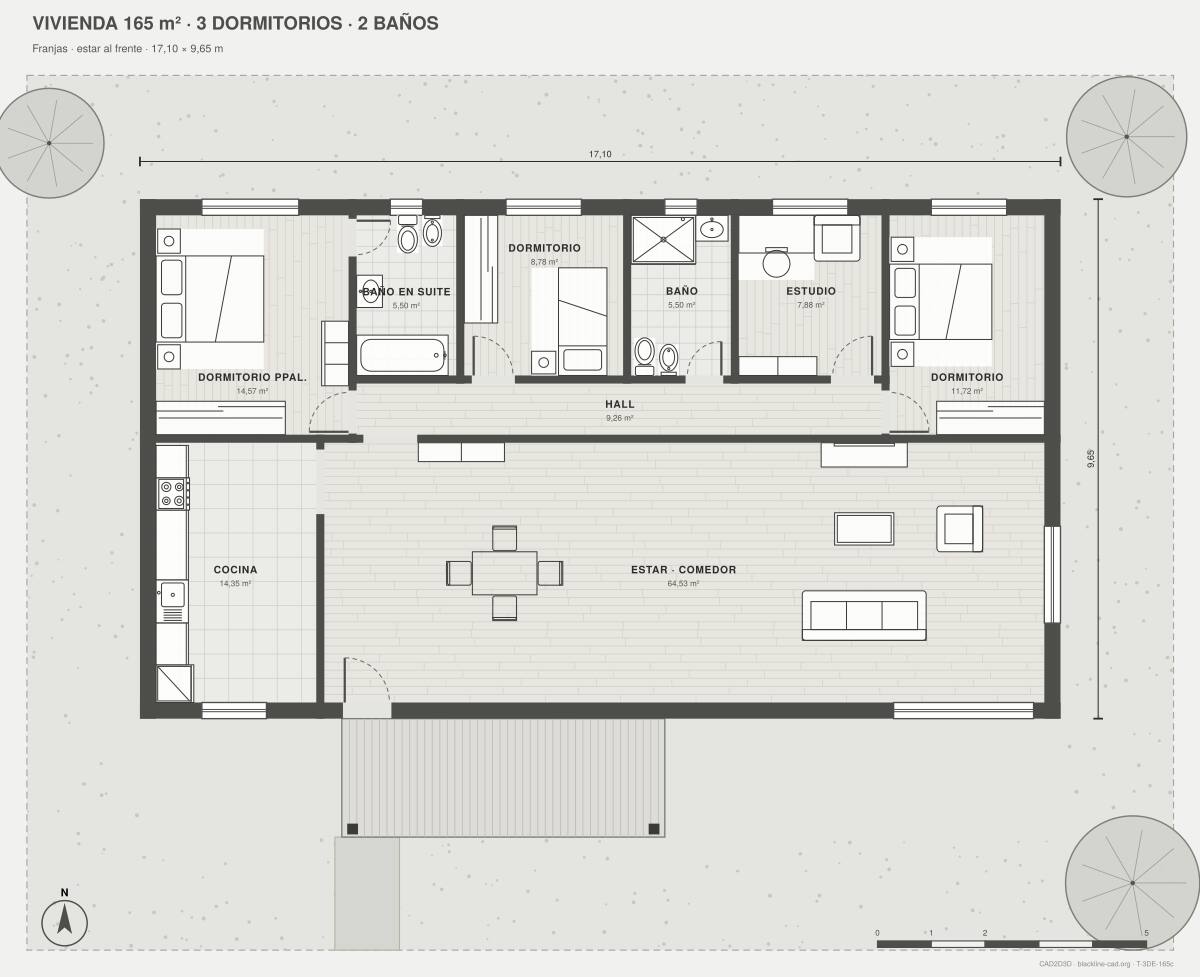 VIVIENDA 165 m² · 3 DORMITORIOS · 2 BAÑOS
Franjas · estar al frente · 17,10 × 9,65 m
17,10
DORMITORIO
8,78 m²
BAÑO EN SUITE
5,50 m²
BAÑO
5,50 m²
ESTUDIO
7,88 m²
DORMITORIO PPAL.
14,57 m²
DORMITORIO
11,72 m²
HALL
9,26 m²
9,65
COCINA
14,35 m²
ESTAR · COMEDOR
64,53 m²
N
0 1 2 5
CAD2D3D · blackline-cad.org · T-3DE-165c